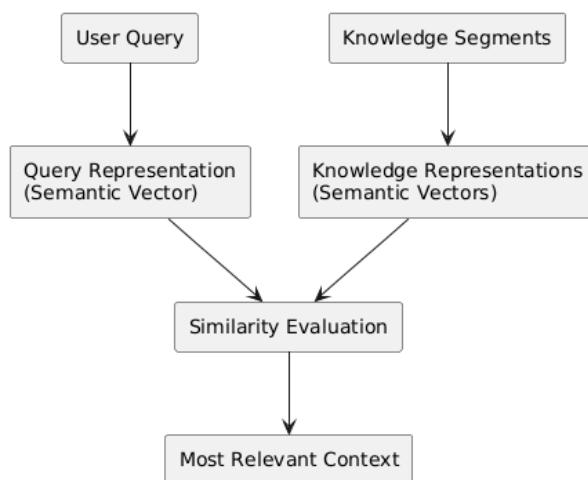 User Query
Knowledge Segments
Query Representation
(Semantic Vector)
Knowledge Representations
(Semantic Vectors)
Similarity Evaluation
Most Relevant Context